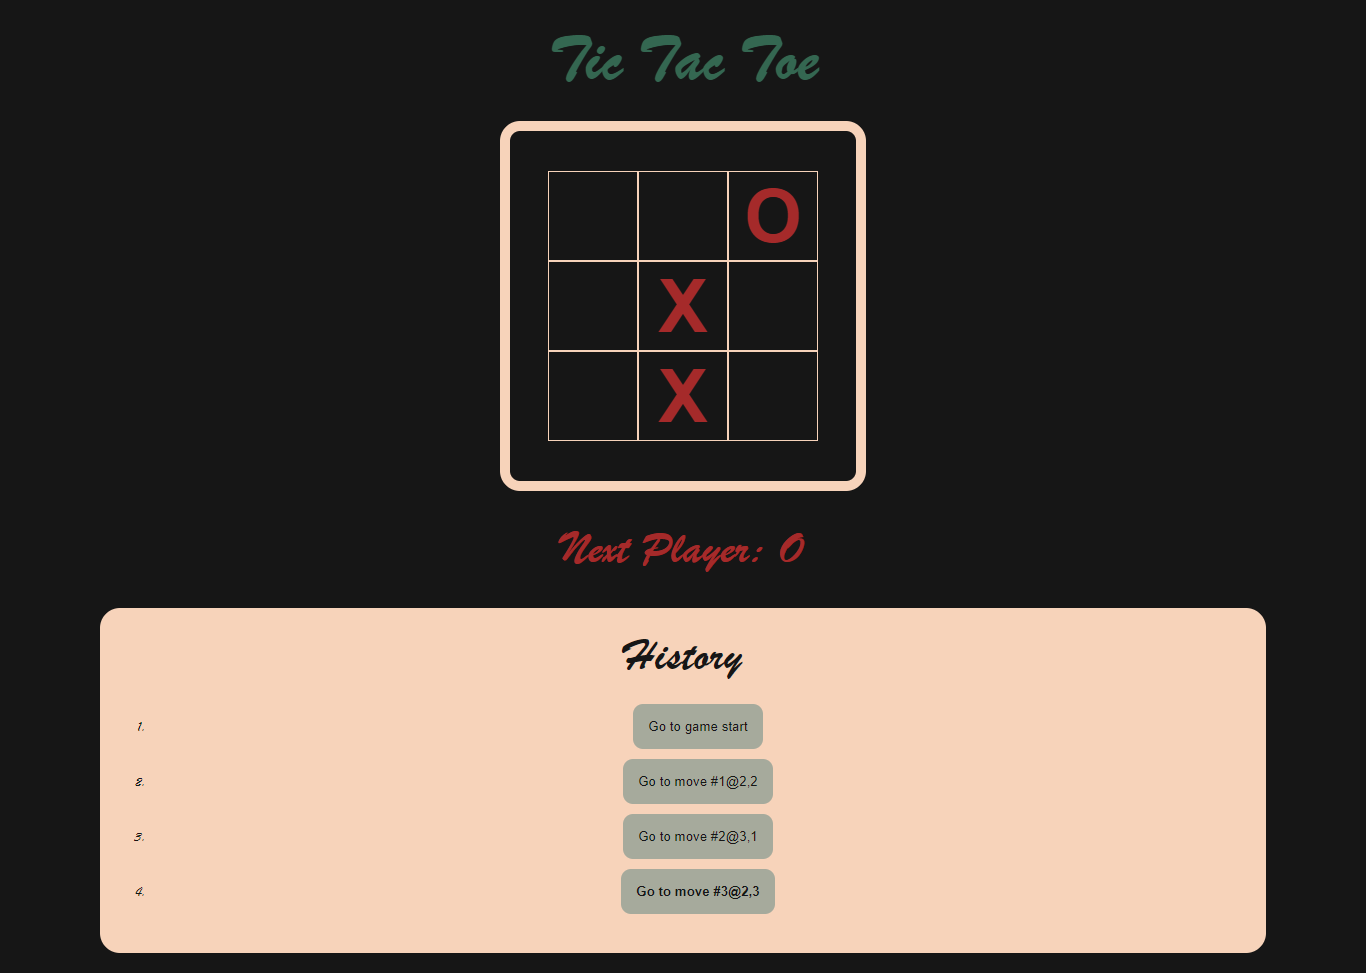 Tic Tac Toe
O
X
X
Next Player: O
History
1. Go to game start
2. Go to move #1@2,2
3. Go to move #2@3,1
4. Go to move #3@2,3